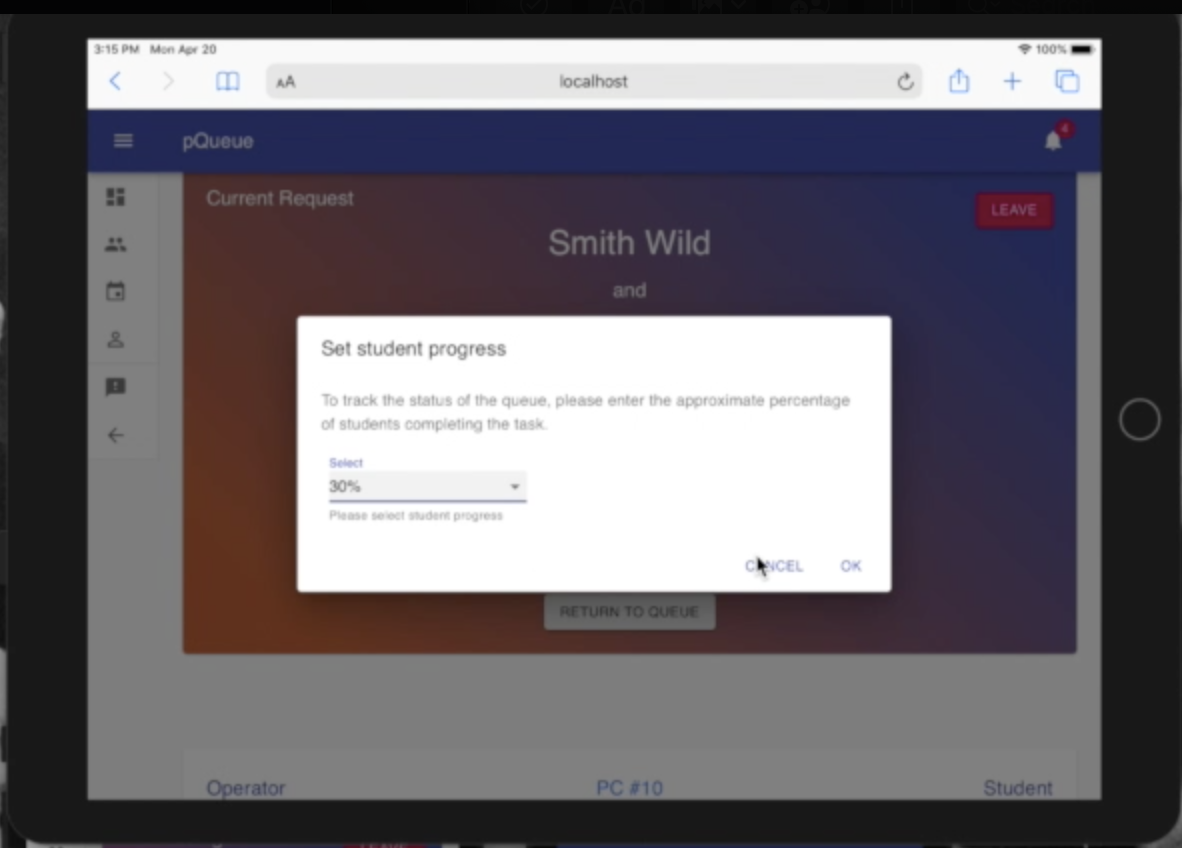 3:15 PM Mon Apr 20
100%
AA
localhost
pQueue
4
Current Request
LEAVE
Smith Wild
and
Set student progress
To track the status of the queue, please enter the approximate percentage
of students completing the task.
Select
30%
Please select student progress
CANCEL OK
RETURN TO QUEUE
Operator PC #10 Student
LEAVE